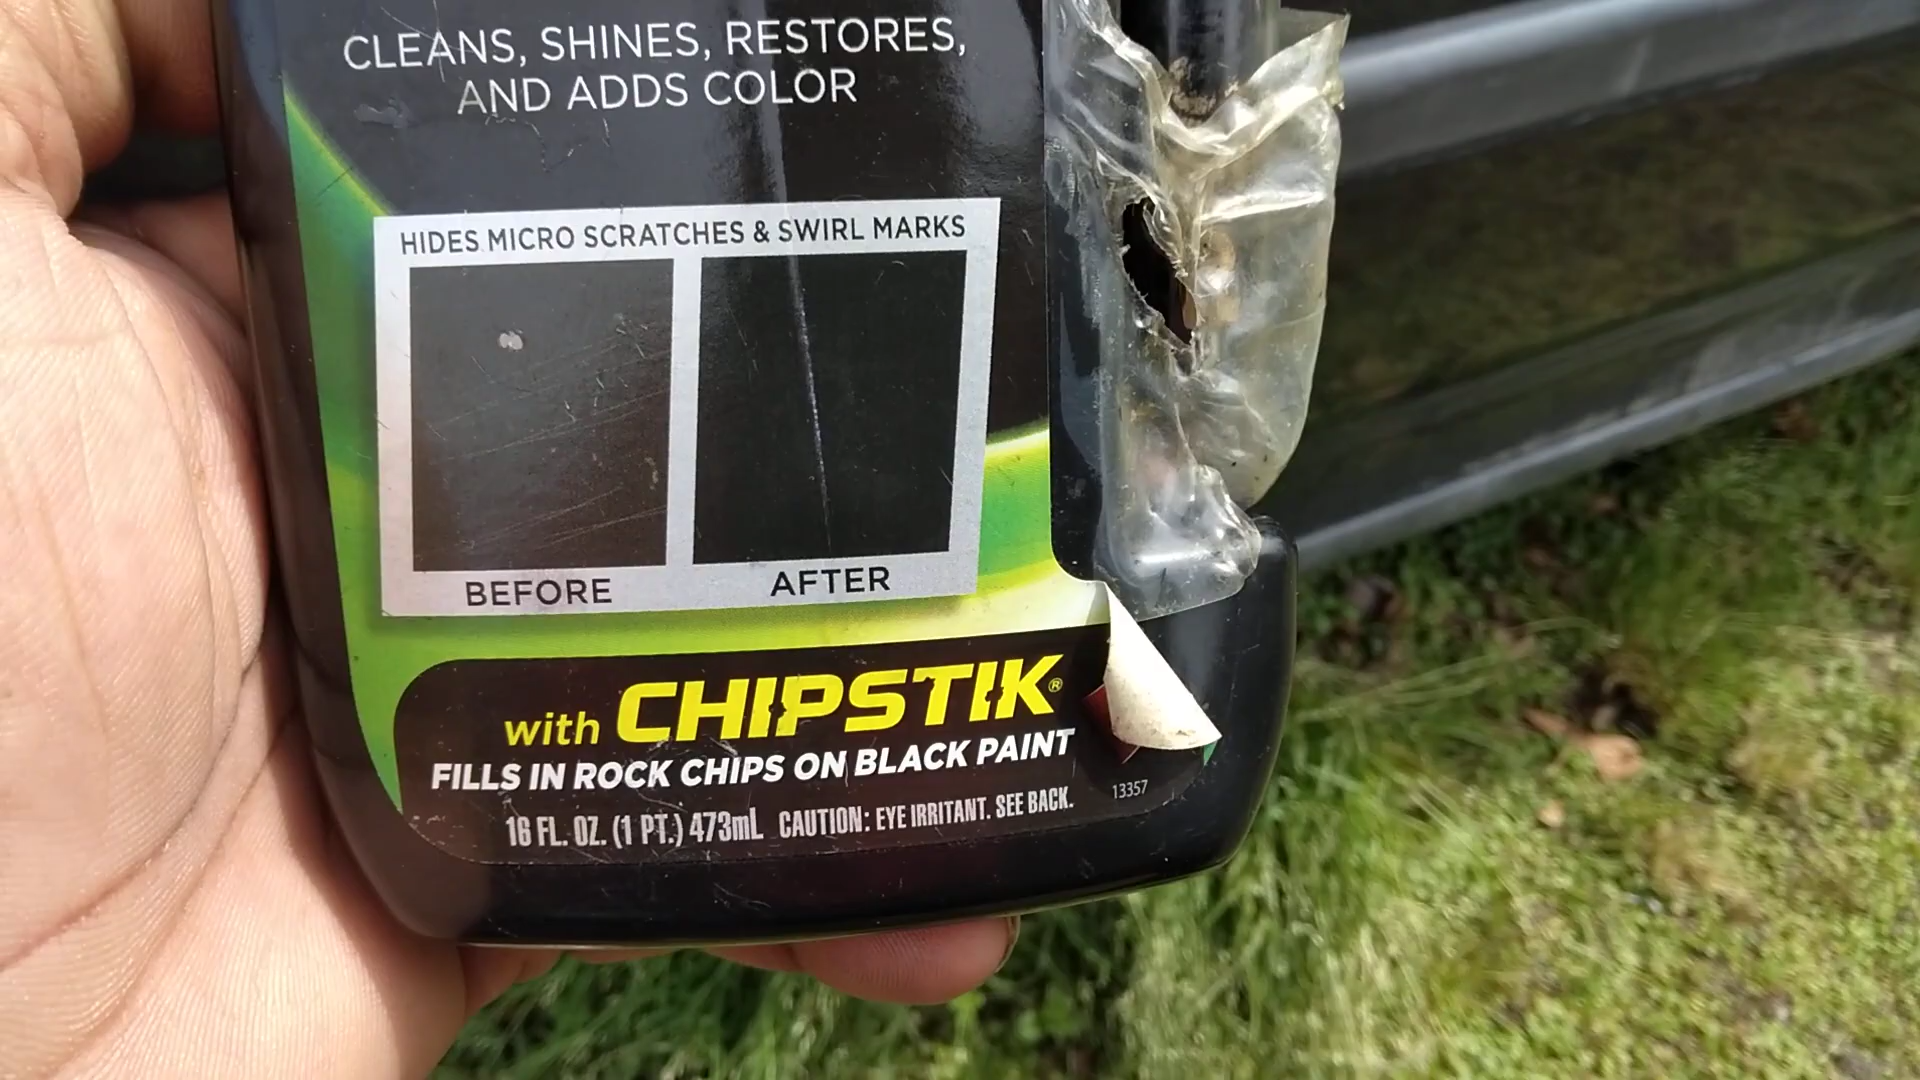 CLEANS, SHINES, RESTORES,
AND ADDS COLOR
HIDES MICRO SCRATCHES & SWIRL MARKS
BEFORE
AFTER
with CHIPSTIK®
FILLS IN ROCK CHIPS ON BLACK PAINT
13357
16 FL. OZ. (1 PT.) 473mL CAUTION: EYE IRRITANT. SEE BACK.